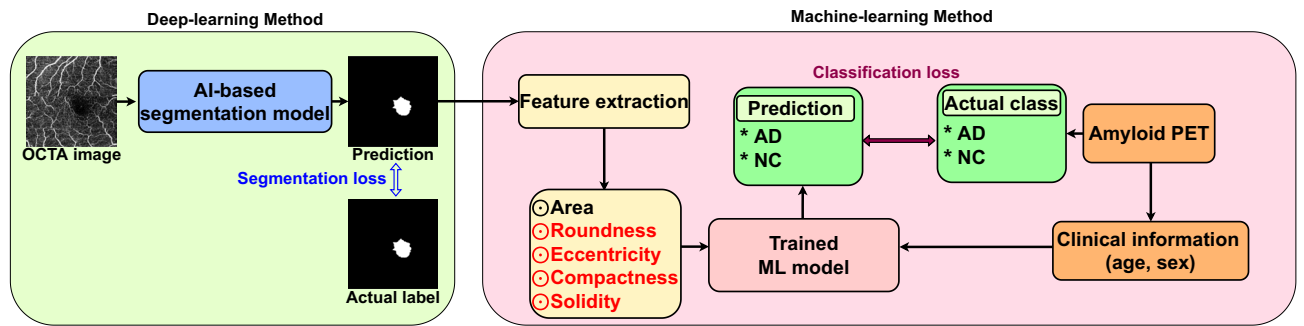 Deep-learning Method
Machine-learning Method
OCTA image
AI-based
segmentation model
Prediction
Segmentation loss
Actual label
Feature extraction
⊙Area
⊙Roundness
⊙Eccentricity
⊙Compactness
⊙Solidity
Classification loss
Prediction
* AD
* NC
Actual class
* AD
* NC
Amyloid PET
Trained
ML model
Clinical information
(age, sex)